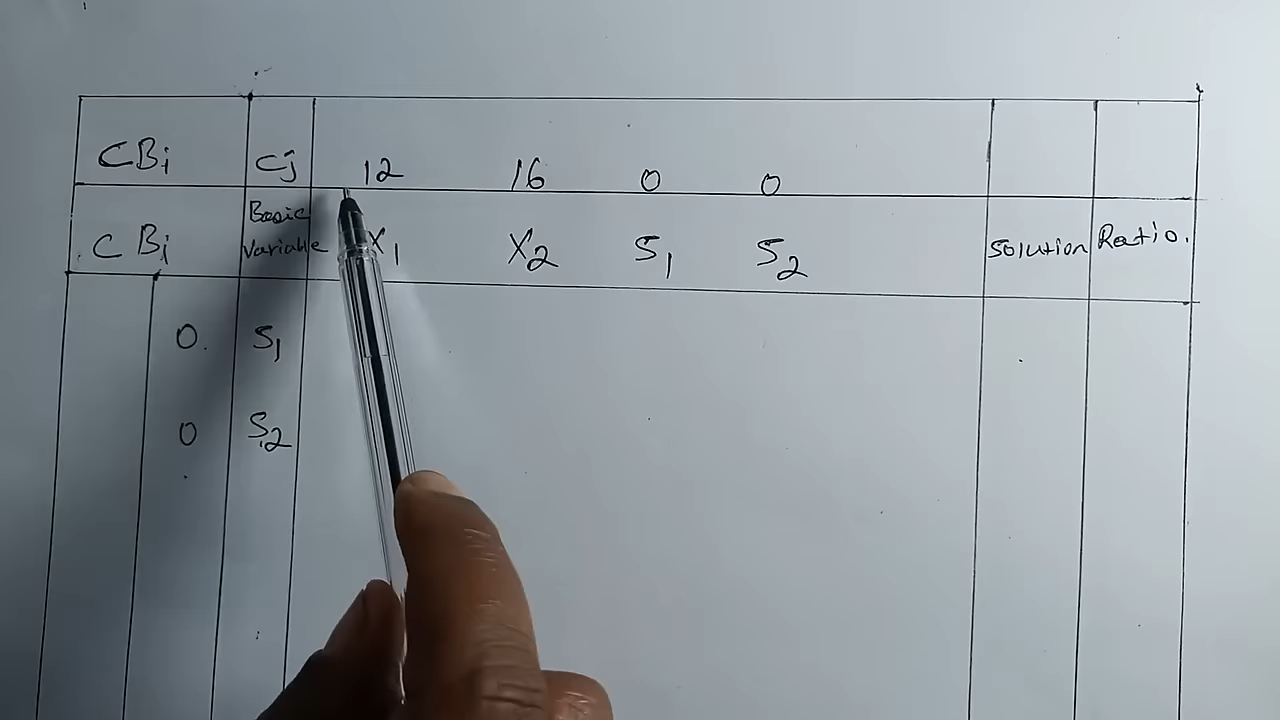 CBi Cj 12 16 0 0
CBi Basic Variable X1 X2 S1 S2 Solution Ratio.
0. S1
0 S2